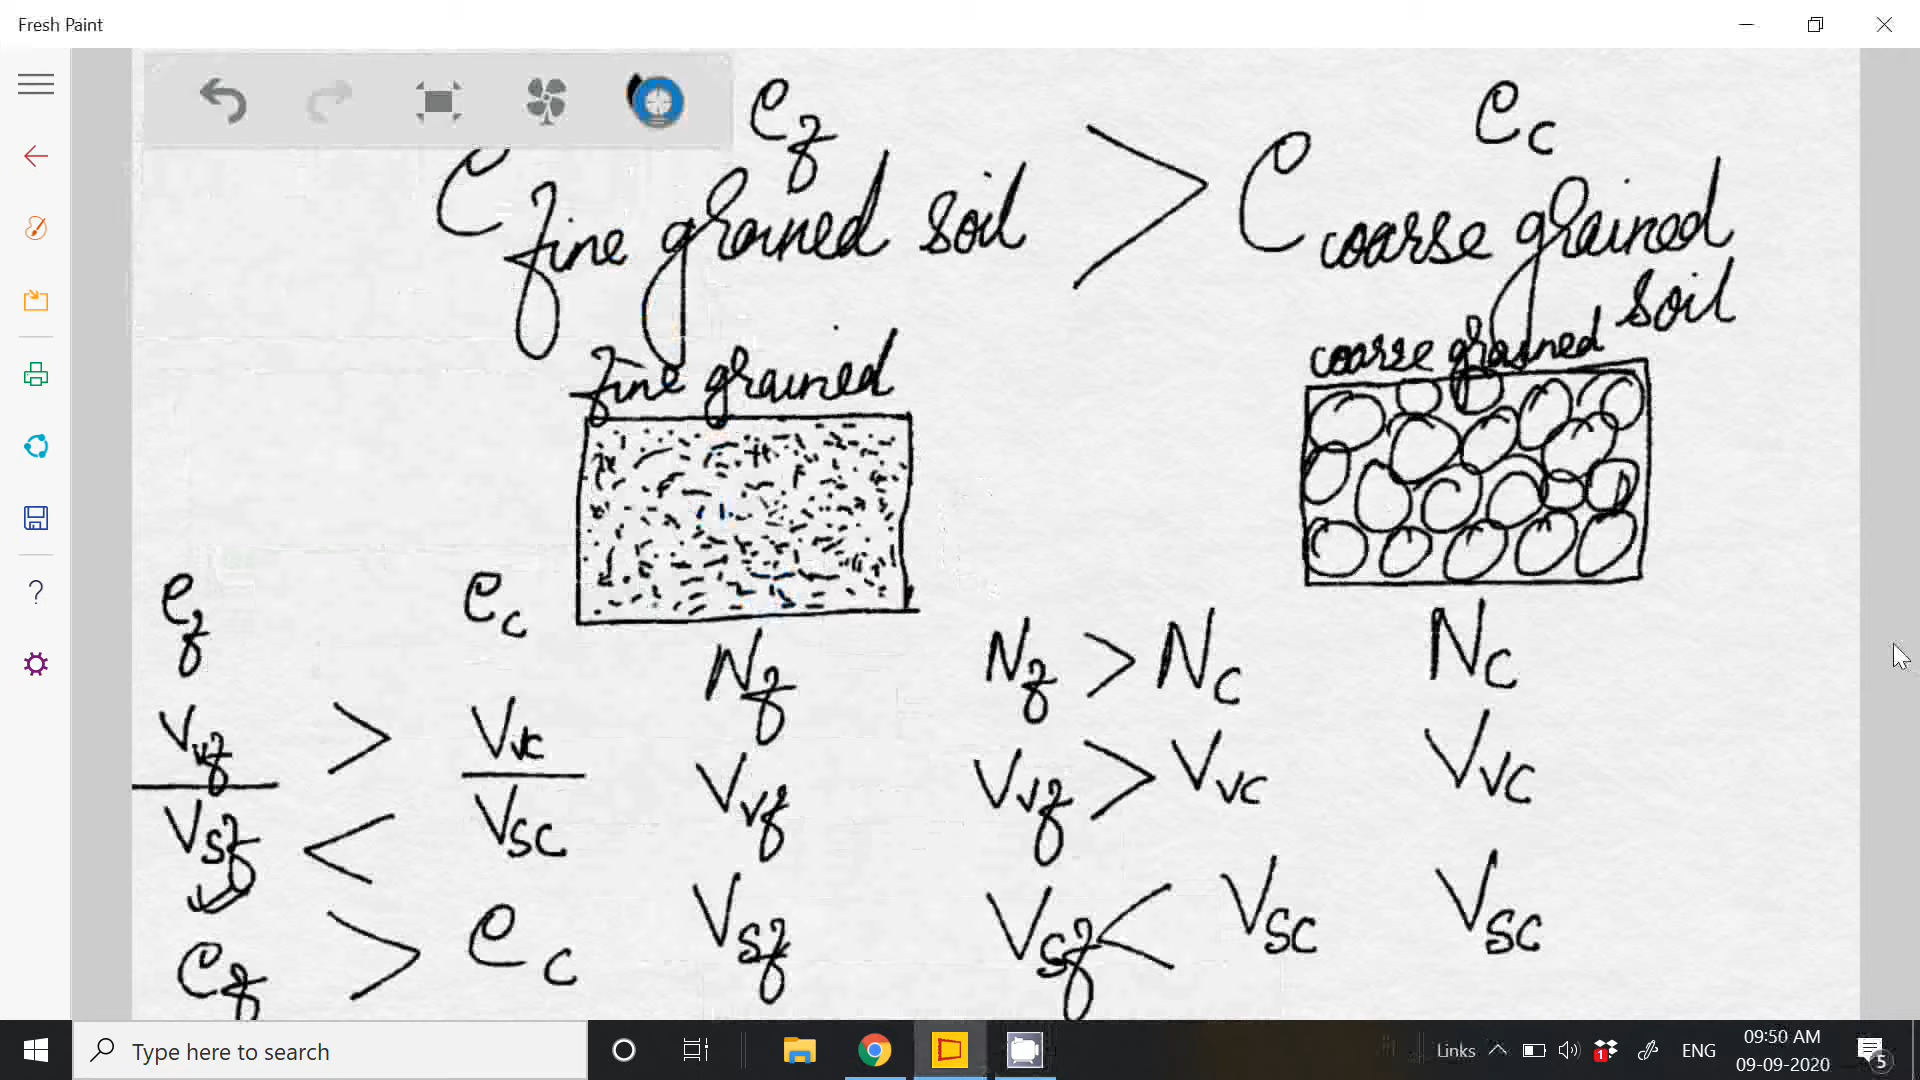 Fresh Paint
e_f e_c
e fine grained soil > e coarse grained
soil
fine grained coarse grained
e_f e_c
N_f N_f > N_c N_c
V_vf > V_vc V_vf V_vf > V_vc V_vc
V_sf < V_sc V_sf V_sf < V_sc V_sc
e_f > e_c
Type here to search
Links
1
ENG
09:50 AM
09-09-2020
5